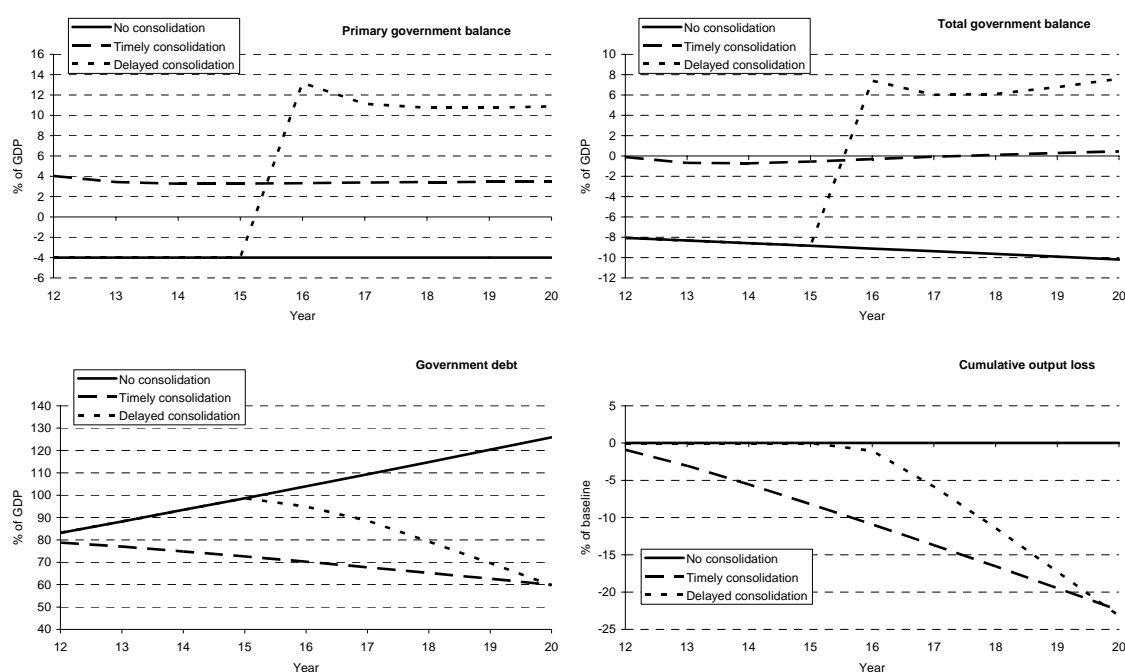 Primary government balance
No consolidation
Timely consolidation
Delayed consolidation
% of GDP
16
14
12
10
8
6
4
2
0
-2
-4
-6
12 13 14 15 16 17 18 19 20
Year
Total government balance
No consolidation
Timely consolidation
Delayed consolidation
% of GDP
10
8
6
4
2
0
-2
-4
-6
-8
-10
-12
12 13 14 15 16 17 18 19 20
Year
Government debt
No consolidation
Timely consolidation
Delayed consolidation
% of GDP
140
130
120
110
100
90
80
70
60
50
40
12 13 14 15 16 17 18 19 20
Year
Cumulative output loss
% of baseline
5
0
-5
-10
-15
-20
-25
No consolidation
Timely consolidation
Delayed consolidation
12 13 14 15 16 17 18 19 20
Year